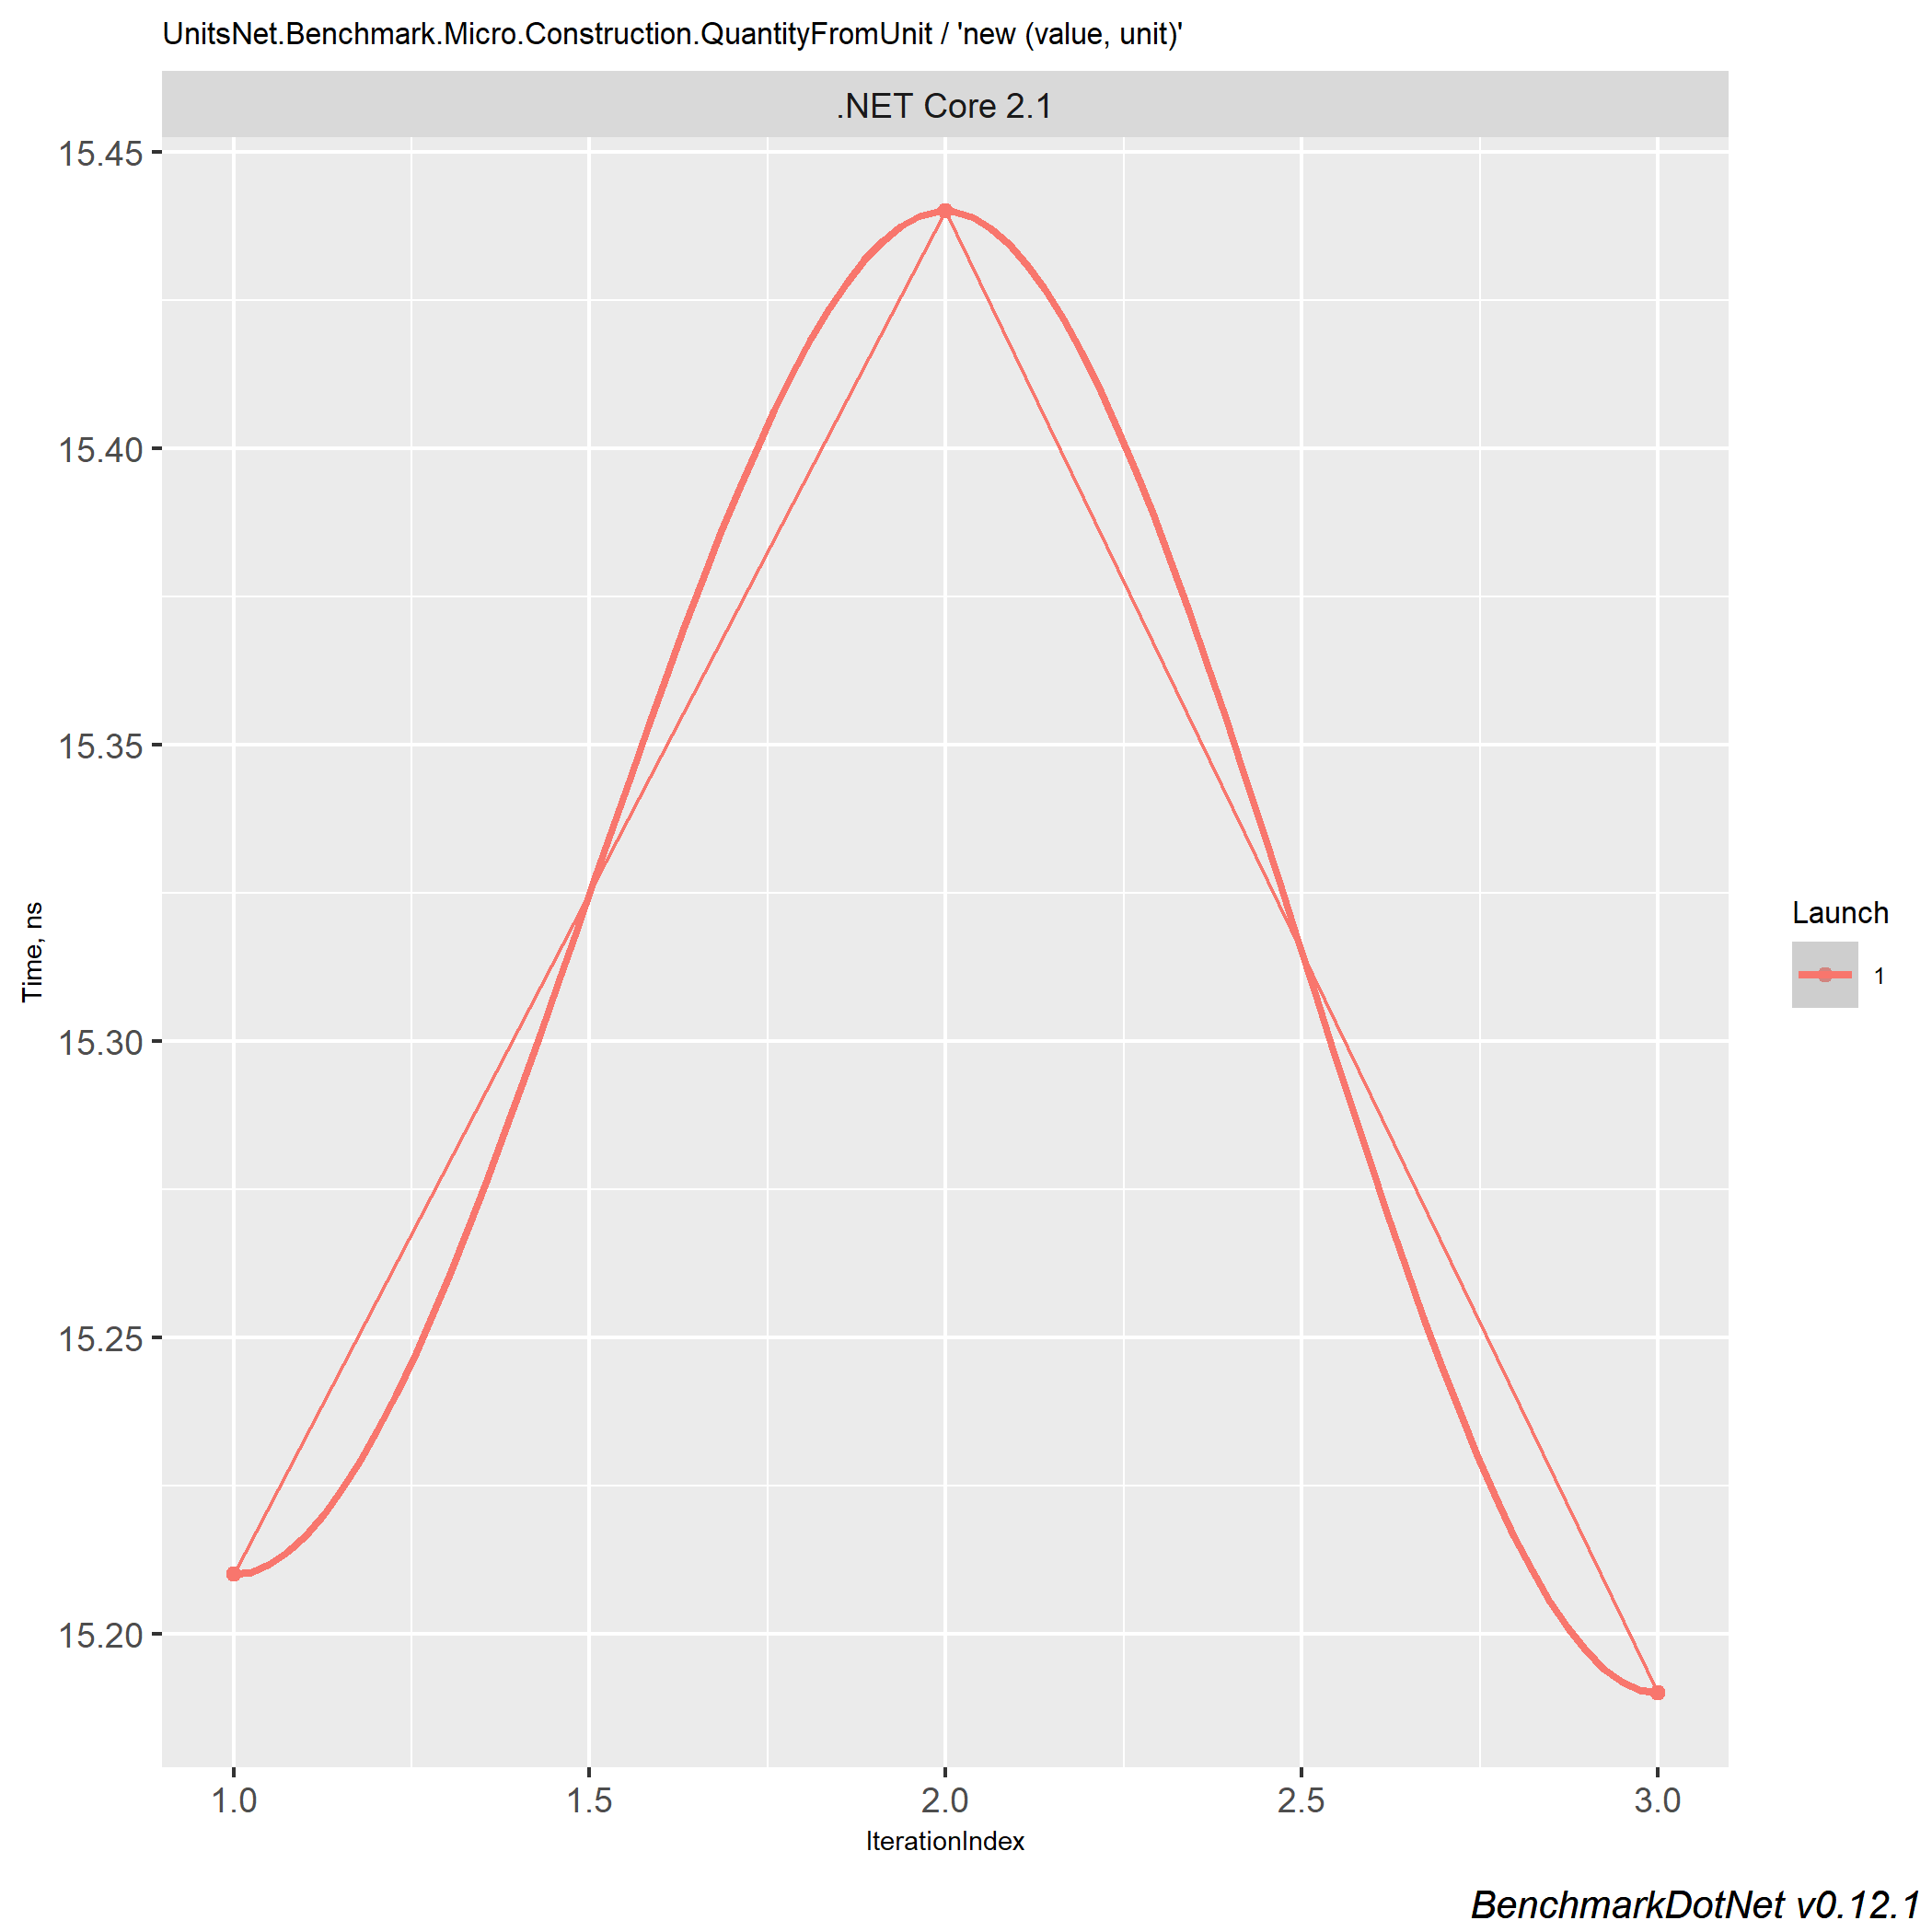 UnitsNet.Benchmark.Micro.Construction.QuantityFromUnit / 'new (value, unit)'
.NET Core 2.1
15.45
15.40
15.35
15.30
15.25
15.20
Time, ns
1.0 1.5 2.0 2.5 3.0
IterationIndex
Launch
1
BenchmarkDotNet v0.12.1